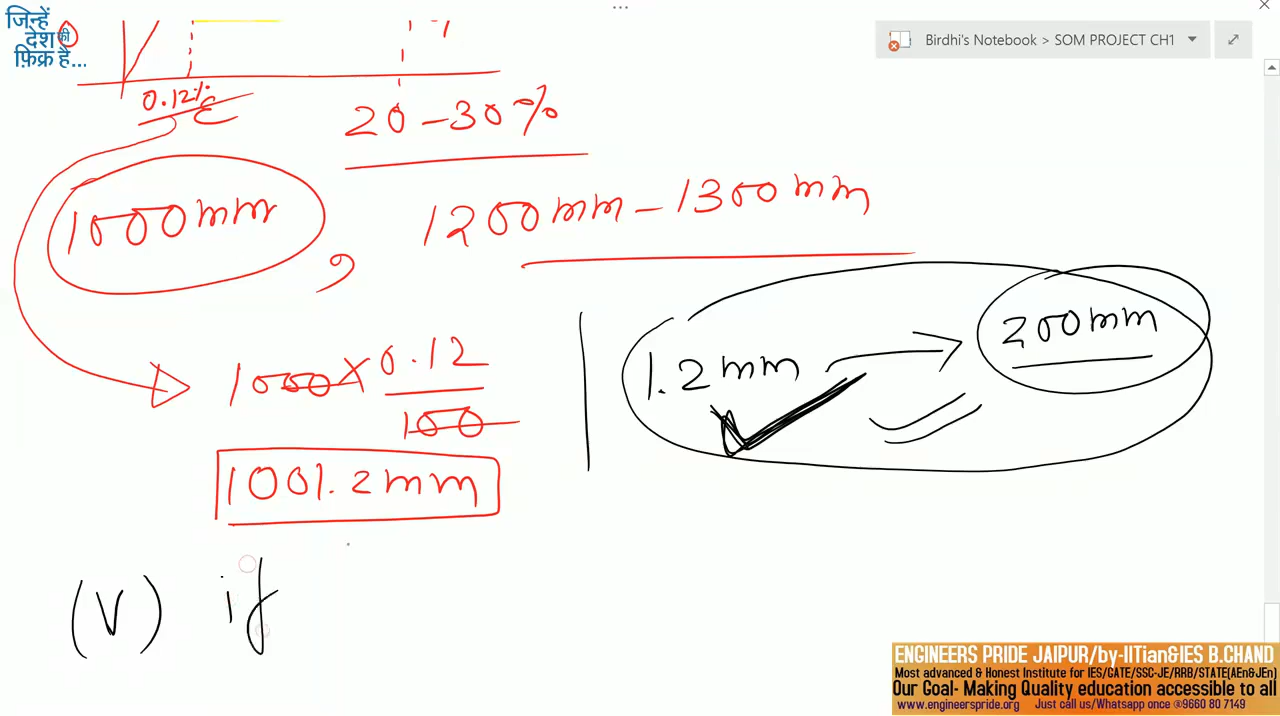 जिन्हें
देश की
फ़िक्र है...
Birdhi's Notebook > SOM PROJECT CH1
0.12%
20-30%
1000mm, 1200mm-1300mm
1000 x 0.12
100
1.2mm → 200mm
1001.2mm
(V) if
ENGINEERS PRIDE JAIPUR/by-IITian&IES B.CHAND
Most advanced & Honest Institute for IES/GATE/SSC-JE/RRB/STATE(AEn&JEn)
Our Goal- Making Quality education accessible to all
www.engineerspride.org Just call us/Whatsapp once @9660 80 7149